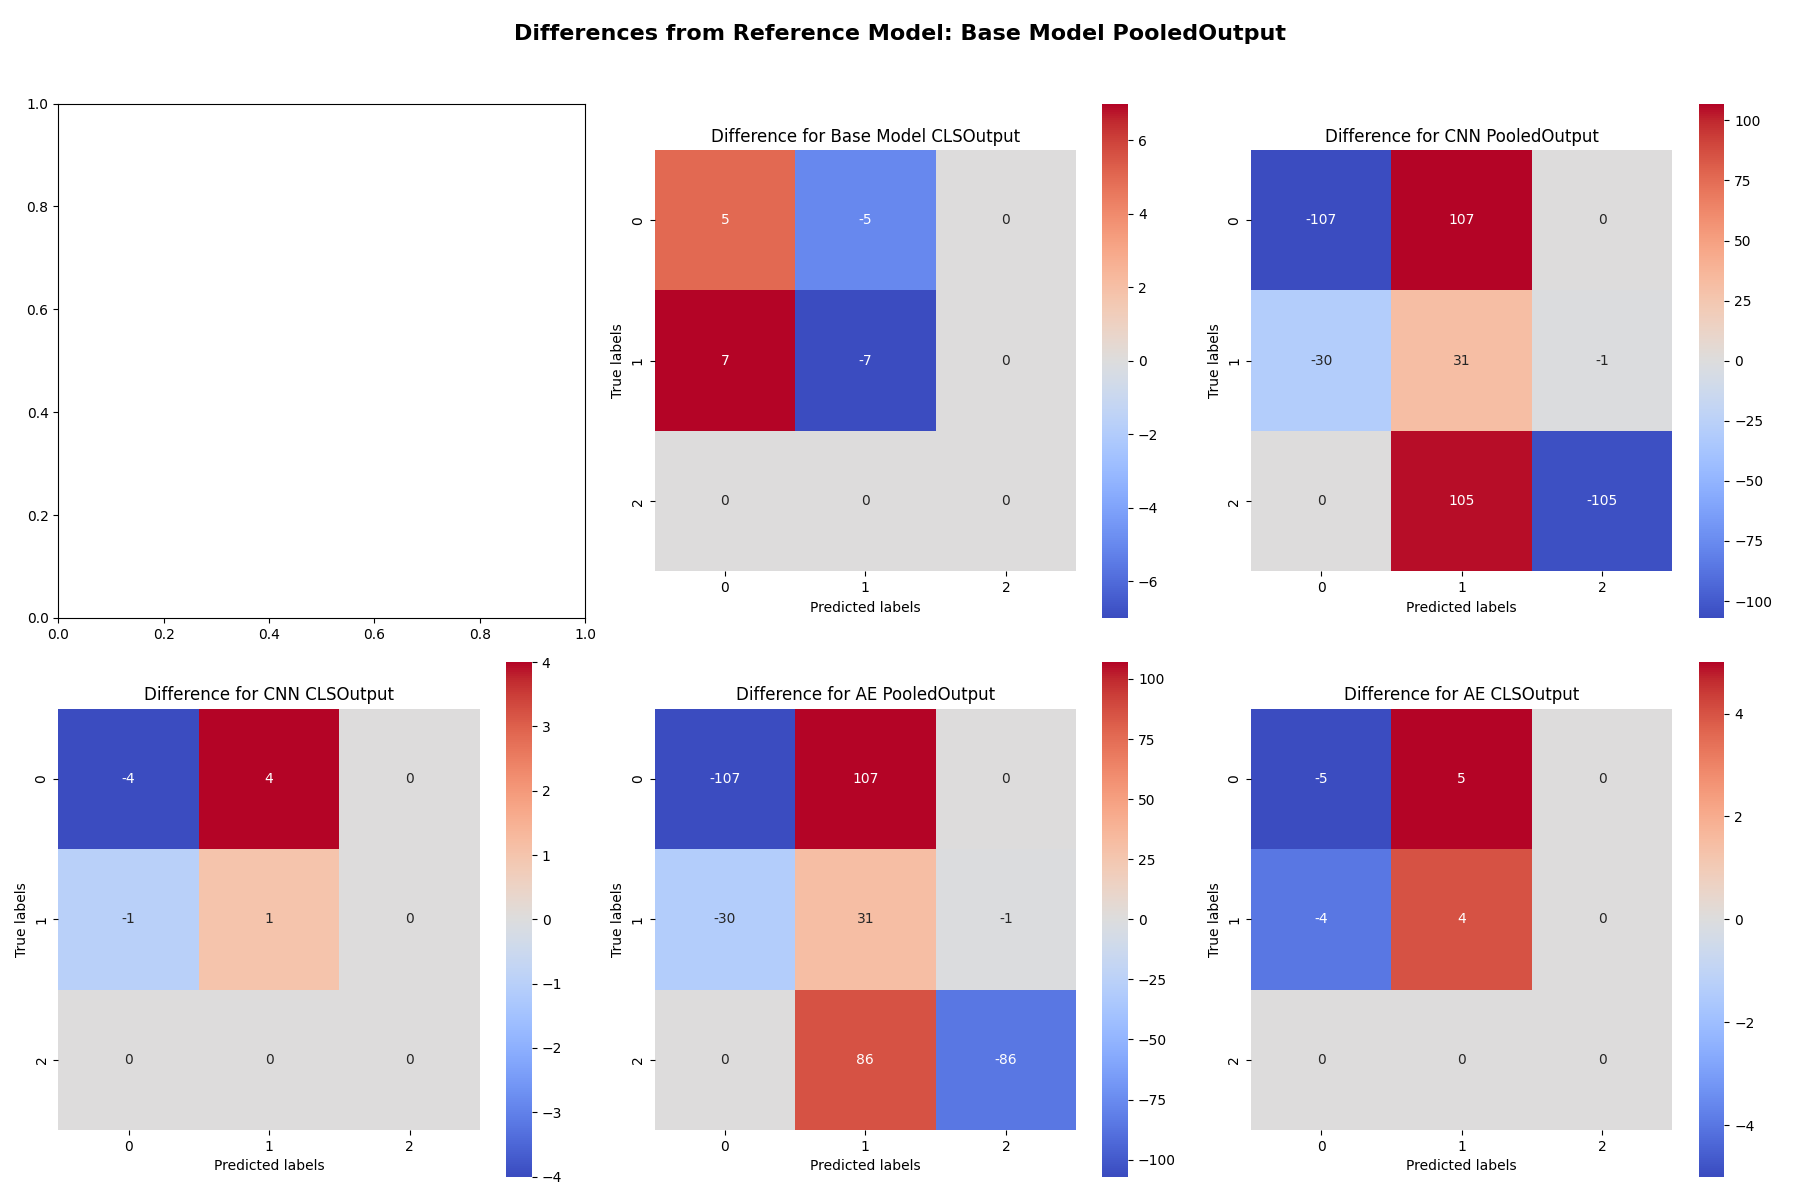 Differences from Reference Model: Base Model PooledOutput
1.0
0.8
0.6
0.4
0.2
0.0
0.0 0.2 0.4 0.6 0.8 1.0
Difference for Base Model CLSOutput
True labels
0 5 -5 0
1 7 -7 0
2 0 0 0
0 1 2
Predicted labels
6
4
2
0
−2
−4
−6
Difference for CNN PooledOutput
True labels
0 -107 107 0
1 -30 31 -1
2 0 105 -105
0 1 2
Predicted labels
100
75
50
25
0
−25
−50
−75
−100
Difference for CNN CLSOutput
True labels
0 -4 4 0
1 -1 1 0
2 0 0 0
0 1 2
Predicted labels
4
3
2
1
0
−1
−2
−3
−4
Difference for AE PooledOutput
True labels
0 -107 107 0
1 -30 31 -1
2 0 86 -86
0 1 2
Predicted labels
100
75
50
25
0
−25
−50
−75
−100
Difference for AE CLSOutput
True labels
0 -5 5 0
1 -4 4 0
2 0 0 0
0 1 2
Predicted labels
4
2
0
−2
−4